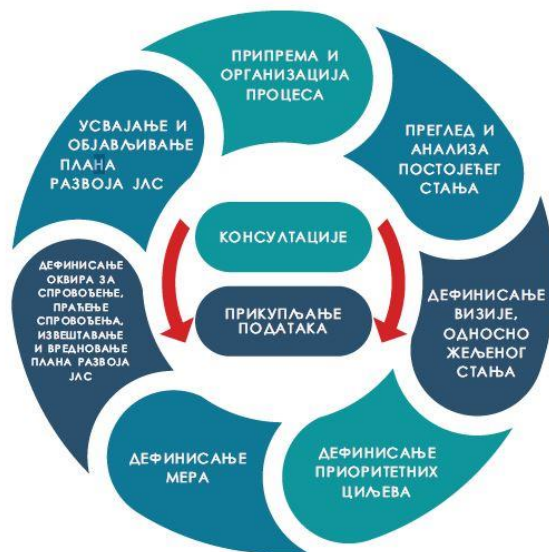 ПРИПРЕМА И
ОРГАНИЗАЦИЈА
ПРОЦЕСА
ПРЕГЛЕД И
АНАЛИЗА
ПОСТОЈЕЋЕГ
СТАЊА
ДЕФИНИСАЊЕ
ВИЗИЈЕ,
ОДНОСНО
ЖЕЉЕНОГ
СТАЊА
ДЕФИНИСАЊЕ
ПРИОРИТЕТНИХ
ЦИЉЕВА
ДЕФИНИСАЊЕ
МЕРА
ДЕФИНИСАЊЕ
ОКВИРА ЗА
СПРОВОЂЕЊЕ,
ПРАЋЕЊЕ
СПРОВОЂЕЊА,
ИЗВЕШТАВАЊЕ
И ВРЕДНОВАЊЕ
ПЛАНА РАЗВОЈА
ЈЛС
УСВАЈАЊЕ И
ОБЈАВЉИВАЊЕ
ПЛАНА
РАЗВОЈА ЈЛС
КОНСУЛТАЦИЈЕ
ПРИКУПЉАЊЕ
ПОДАТАКА